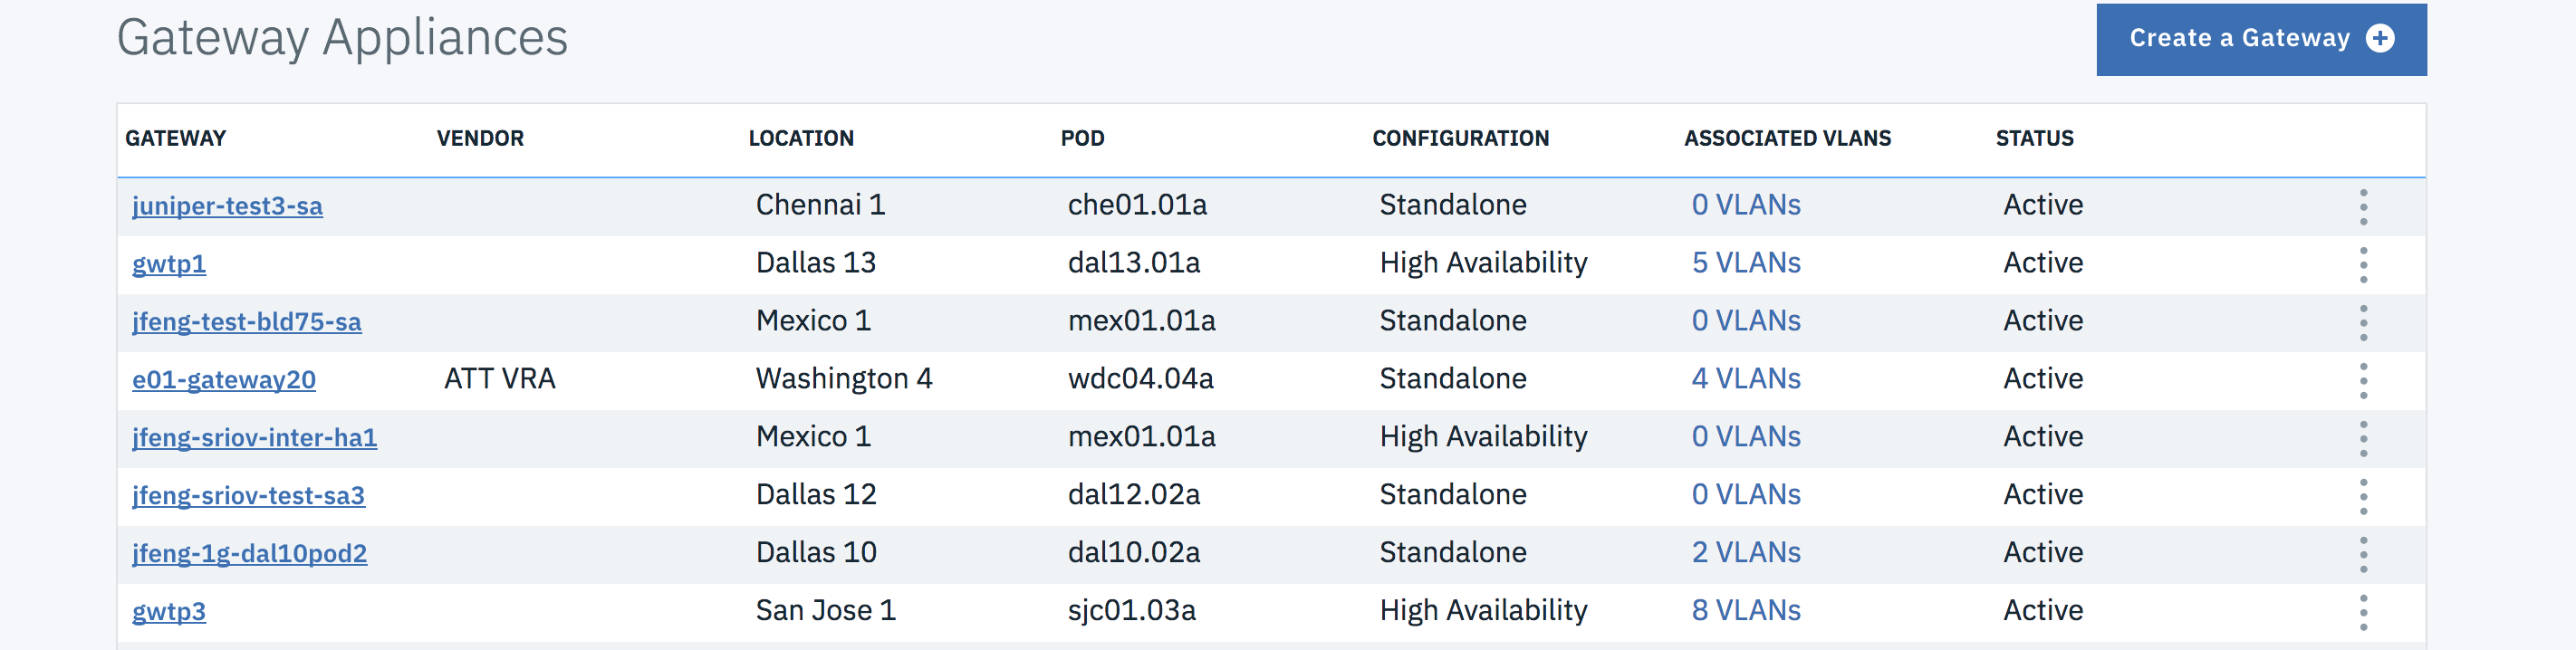 Gateway Appliances
Create a Gateway
GATEWAY VENDOR LOCATION POD CONFIGURATION ASSOCIATED VLANS STATUS
juniper-test3-sa Chennai 1 che01.01a Standalone 0 VLANs Active
gwtp1 Dallas 13 dal13.01a High Availability 5 VLANs Active
jfeng-test-bld75-sa Mexico 1 mex01.01a Standalone 0 VLANs Active
e01-gateway20 ATT VRA Washington 4 wdc04.04a Standalone 4 VLANs Active
jfeng-sriov-inter-ha1 Mexico 1 mex01.01a High Availability 0 VLANs Active
jfeng-sriov-test-sa3 Dallas 12 dal12.02a Standalone 0 VLANs Active
jfeng-1g-dal10pod2 Dallas 10 dal10.02a Standalone 2 VLANs Active
gwtp3 San Jose 1 sjc01.03a High Availability 8 VLANs Active